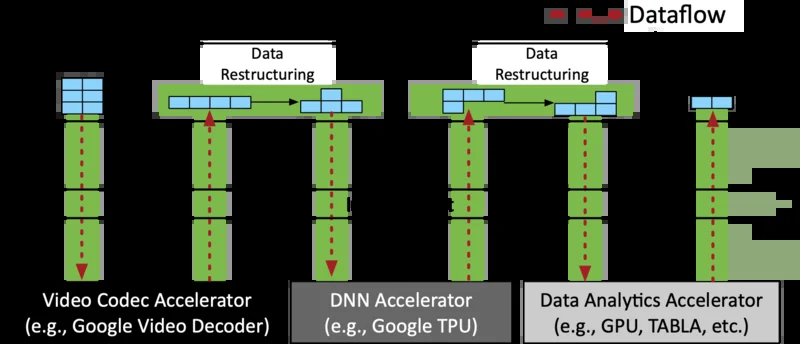 Dataflow
Data
Restructuring
Data
Restructuring
Video Codec Accelerator
(e.g., Google Video Decoder)
DNN Accelerator
(e.g., Google TPU)
Data Analytics Accelerator
(e.g., GPU, TABLA, etc.)